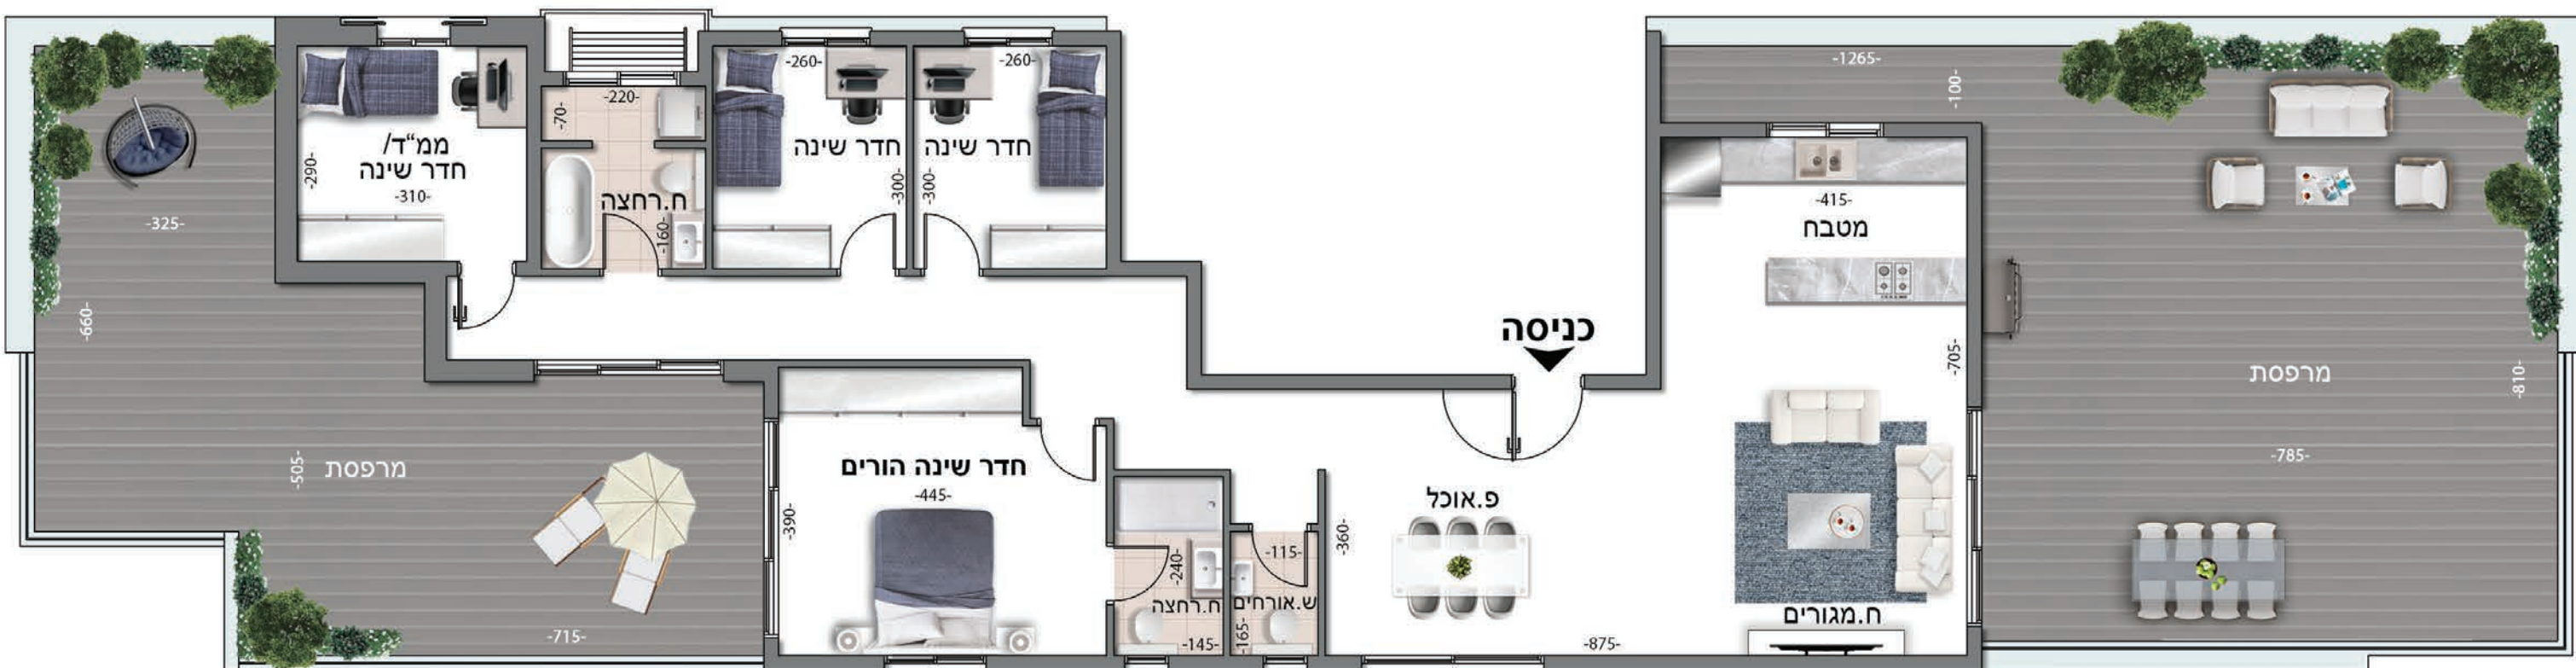 ממ"ד/
חדר שינה
-290-
-310-
-325-
-660-
-505-
מרפסת
-715-
-220-
-70-
ח.רחצה
-160-
-260-
חדר שינה
-300-
-260-
חדר שינה
-300-
חדר שינה הורים
-445-
-390-
-240-
ח.רחצה
-145-
-115-
ש.אורחים
-165-
כניסה
-360-
פ.אוכל
-875-
-415-
מטבח
-705-
ח.מגורים
-1265-
-100-
מרפסת
-810-
-785-